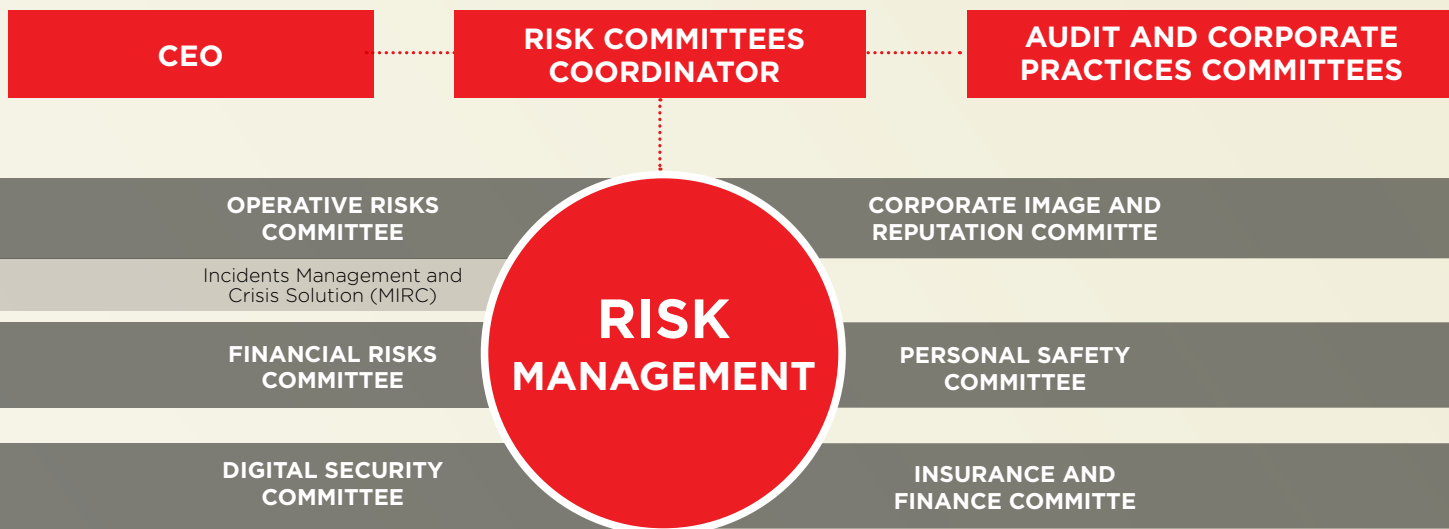 CEO
RISK COMMITTEES
COORDINATOR
AUDIT AND CORPORATE
PRACTICES COMMITTEES
OPERATIVE RISKS
COMMITTEE
Incidents Management and
Crisis Solution (MIRC)
FINANCIAL RISKS
COMMITTEE
DIGITAL SECURITY
COMMITTEE
RISK
MANAGEMENT
CORPORATE IMAGE AND
REPUTATION COMMITTE
PERSONAL SAFETY
COMMITTEE
INSURANCE AND
FINANCE COMMITTE